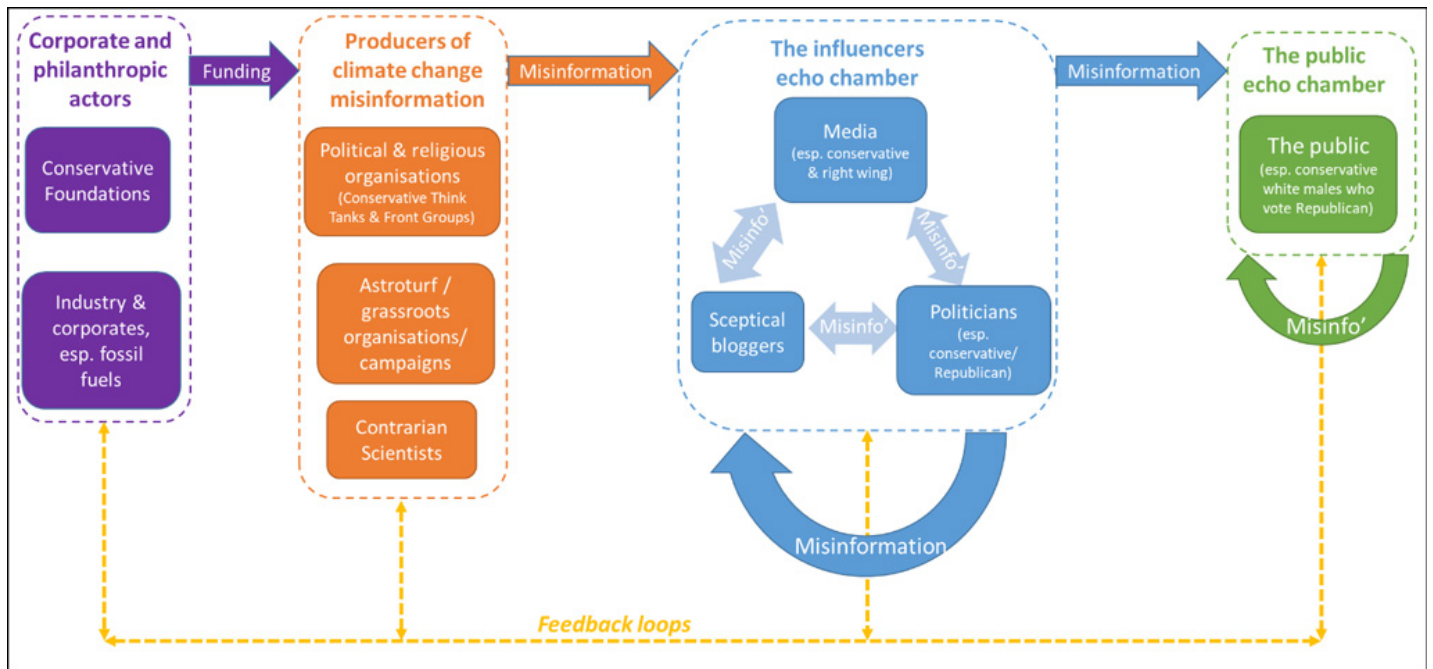 Corporate and
philanthropic
actors
Conservative
Foundations
Industry &
corporates,
esp. fossil
fuels
Funding
Producers of
climate change
misinformation
Political & religious
organisations
(Conservative Think
Tanks & Front Groups)
Astroturf /
grassroots
organisations/
campaigns
Contrarian
Scientists
Misinformation
The influencers
echo chamber
Media
(esp. conservative
& right wing)
Misinfo’
Misinfo’
Sceptical
bloggers
Misinfo’
Politicians
(esp.
conservative/
Republican)
Misinformation
Misinformation
The public
echo chamber
The public
(esp. conservative
white males who
vote Republican)
Misinfo’
Feedback loops